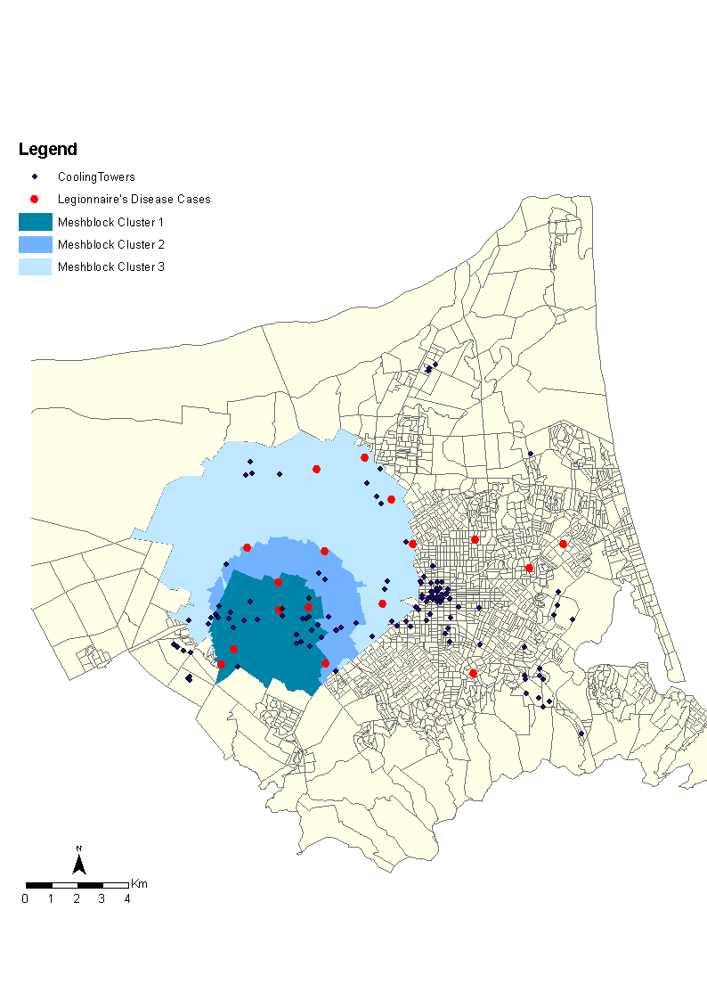 Legend
CoolingTowers
Legionnaire's Disease Cases
Meshblock Cluster 1
Meshblock Cluster 2
Meshblock Cluster 3
N
Km
0 1 2 3 4